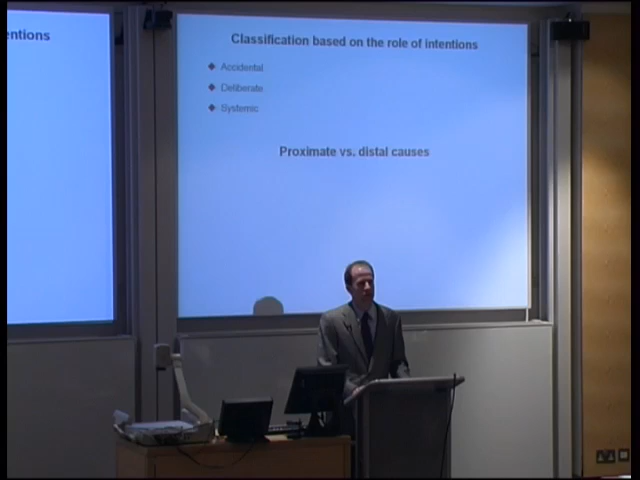 entions
Classification based on the role of intentions
Accidental
Deliberate
Systemic
Proximate vs. distal causes